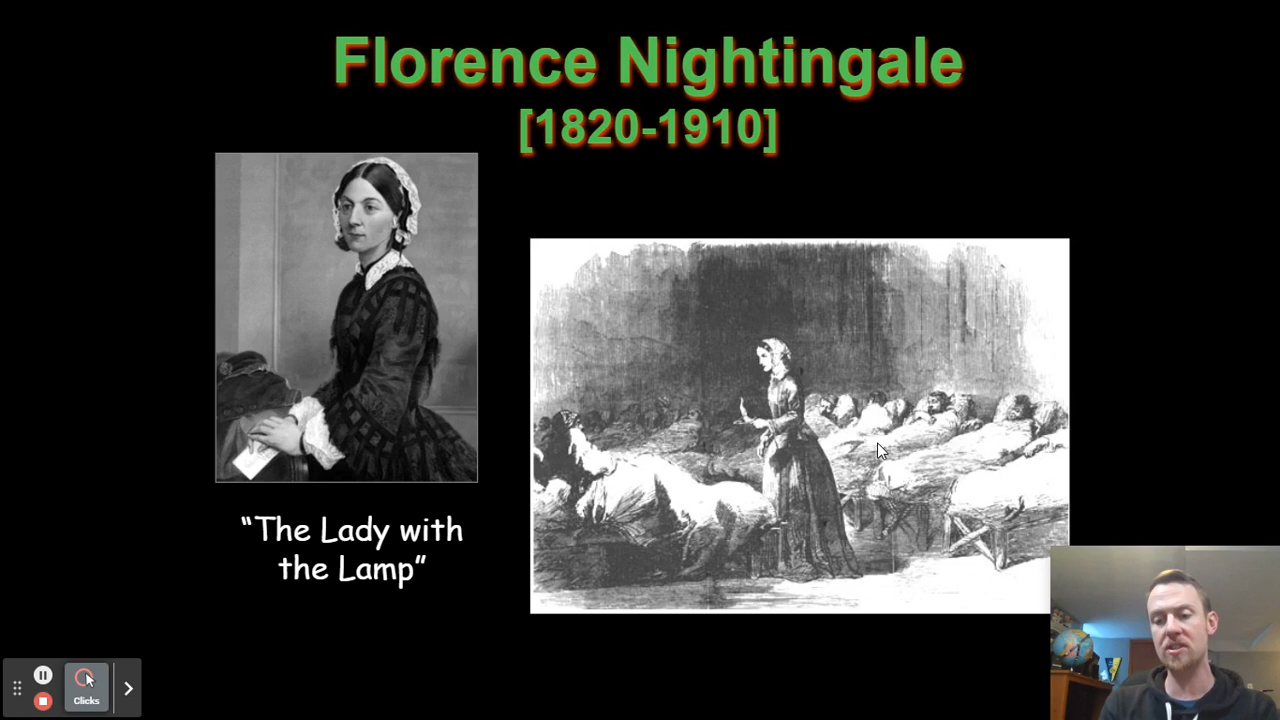 Florence Nightingale
[1820-1910]
“The Lady with
the Lamp”
Clicks